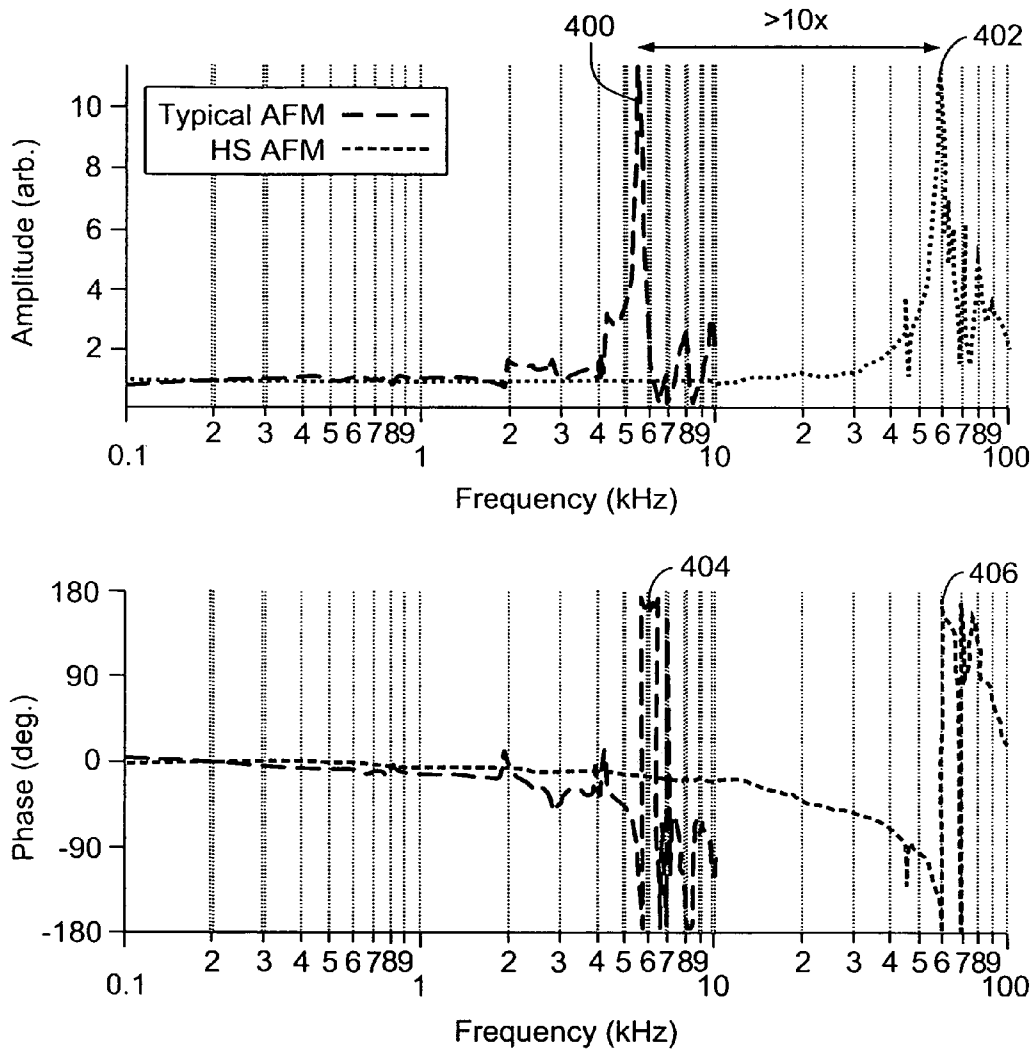 >10x
400
402
Typical AFM
HS AFM
Amplitude (arb.)
10
8
6
4
2
2 3 4 5 6 7 8 9 2 3 4 5 6 7 8 9 2 3 4 5 6 7 8 9
0.1 1 10 100
Frequency (kHz)
404
406
Phase (deg.)
180
90
0
-90
-180
2 3 4 5 6 7 8 9 2 3 4 5 6 7 8 9 2 3 4 5 6 7 8 9
0.1 1 10 100
Frequency (kHz)